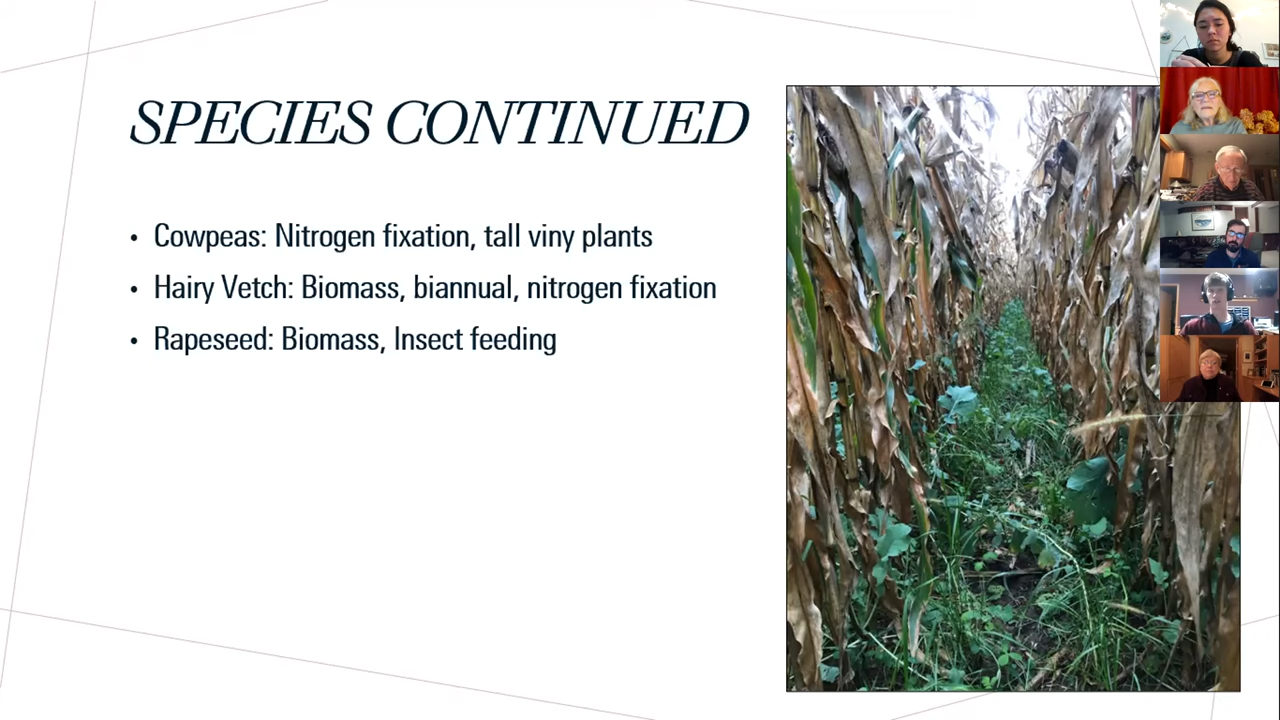 SPECIES CONTINUED
• Cowpeas: Nitrogen fixation, tall viny plants
• Hairy Vetch: Biomass, biannual, nitrogen fixation
• Rapeseed: Biomass, Insect feeding